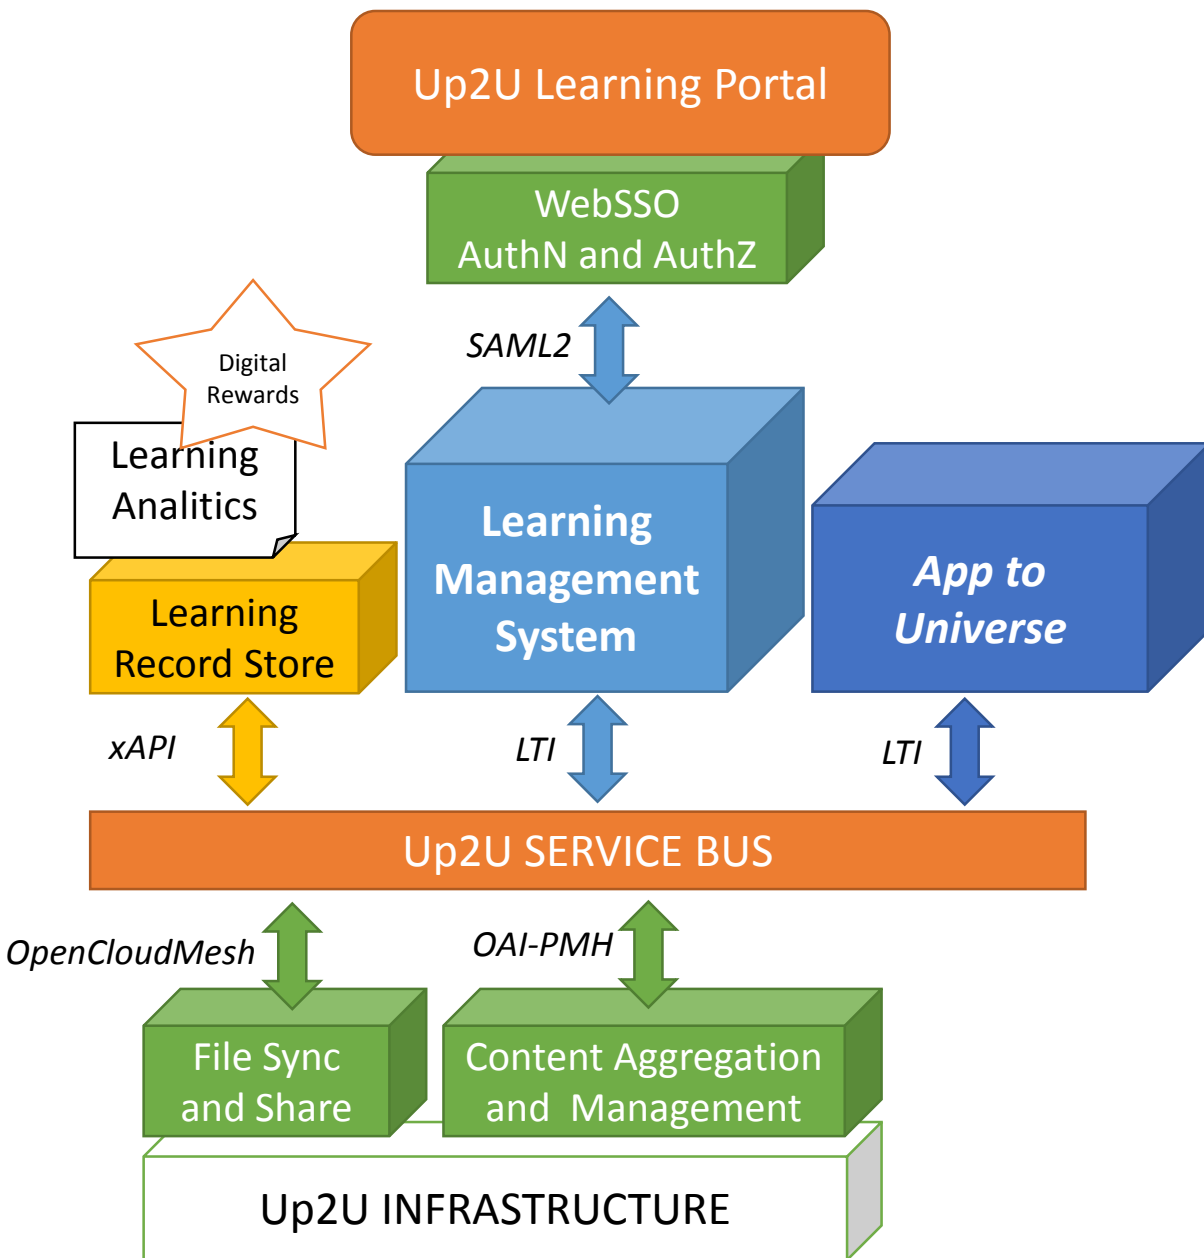 Up2U Learning Portal
WebSSO
AuthN and AuthZ
SAML2
Digital
Rewards
Learning
Analitics
Learning
Record Store
Learning
Management
System
App to
Universe
xAPI
LTI
LTI
Up2U SERVICE BUS
OpenCloudMesh
OAI-PMH
File Sync
and Share
Content Aggregation
and Management
Up2U INFRASTRUCTURE